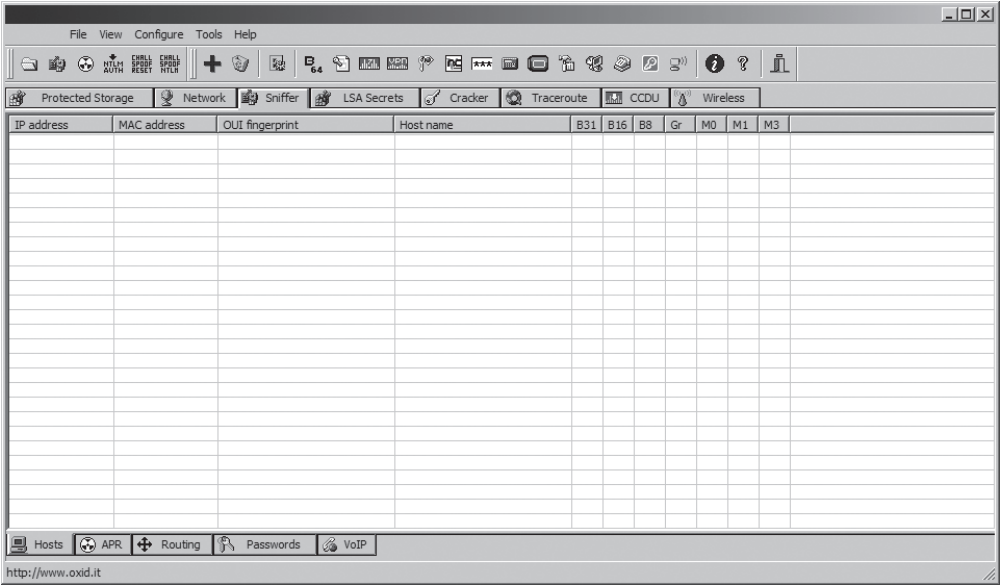 File View Configure Tools Help
NTLM AUTH CHALL SPOOF RESET CHALL SPOOF NTLM B 64 ***
Protected Storage Network Sniffer LSA Secrets Cracker Traceroute CCDU Wireless
IP address MAC address OUI fingerprint Host name B31 B16 B8 Gr M0 M1 M3
Hosts APR Routing Passwords VoIP
http://www.oxid.it